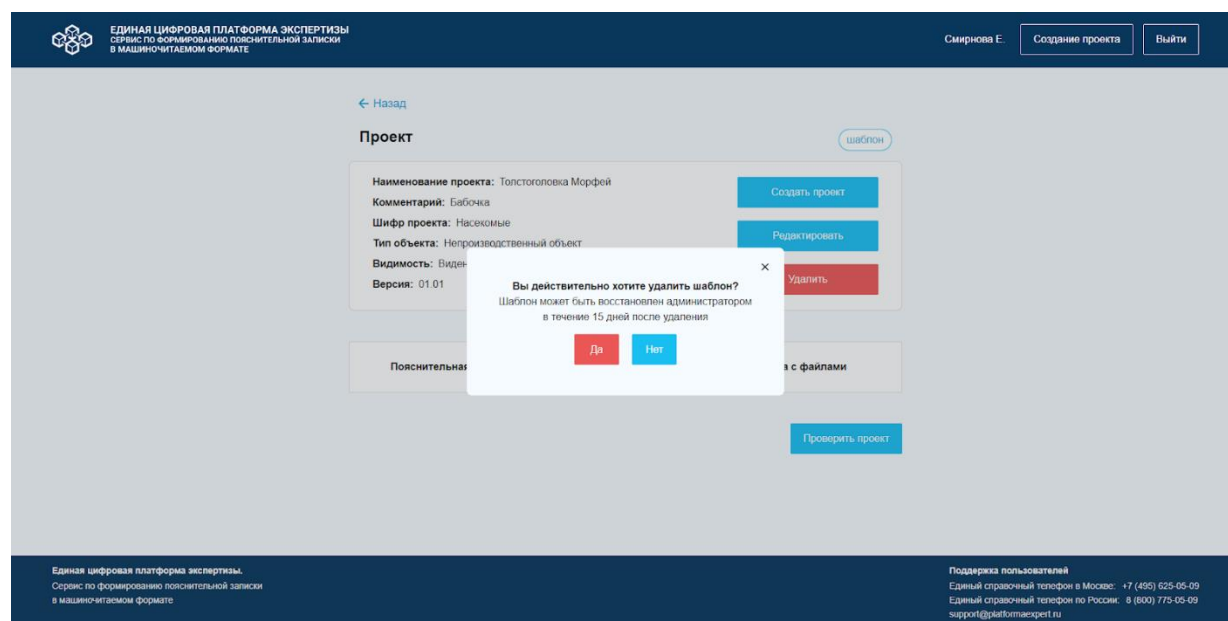 ЕДИНАЯ ЦИФРОВАЯ ПЛАТФОРМА ЭКСПЕРТИЗЫ
СЕРВИС ПО ФОРМИРОВАНИЮ ПОЯСНИТЕЛЬНОЙ ЗАПИСКИ
В МАШИНОЧИТАЕМОМ ФОРМАТЕ
Смирнова Е.
Создание проекта
Выйти
← Назад
Проект
шаблон
Наименование проекта: Толстоголовка Морфей
Комментарий: Бабочка
Шифр проекта: Насекомые
Тип объекта: Непроизводственный объект
Видимость: Виден
Версия: 01.01
Создать проект
Редактировать
Удалить
Вы действительно хотите удалить шаблон?
Шаблон может быть восстановлен администратором
в течение 15 дней после удаления
Да
Нет
Пояснительная
с файлами
Проверить проект
Единая цифровая платформа экспертизы.
Сервис по формированию пояснительной записки
в машиночитаемом формате
Поддержка пользователей
Единый справочный телефон в Москве: +7 (495) 625-05-09
Единый справочный телефон по России: 8 (800) 775-05-09
support@platformaexpert.ru